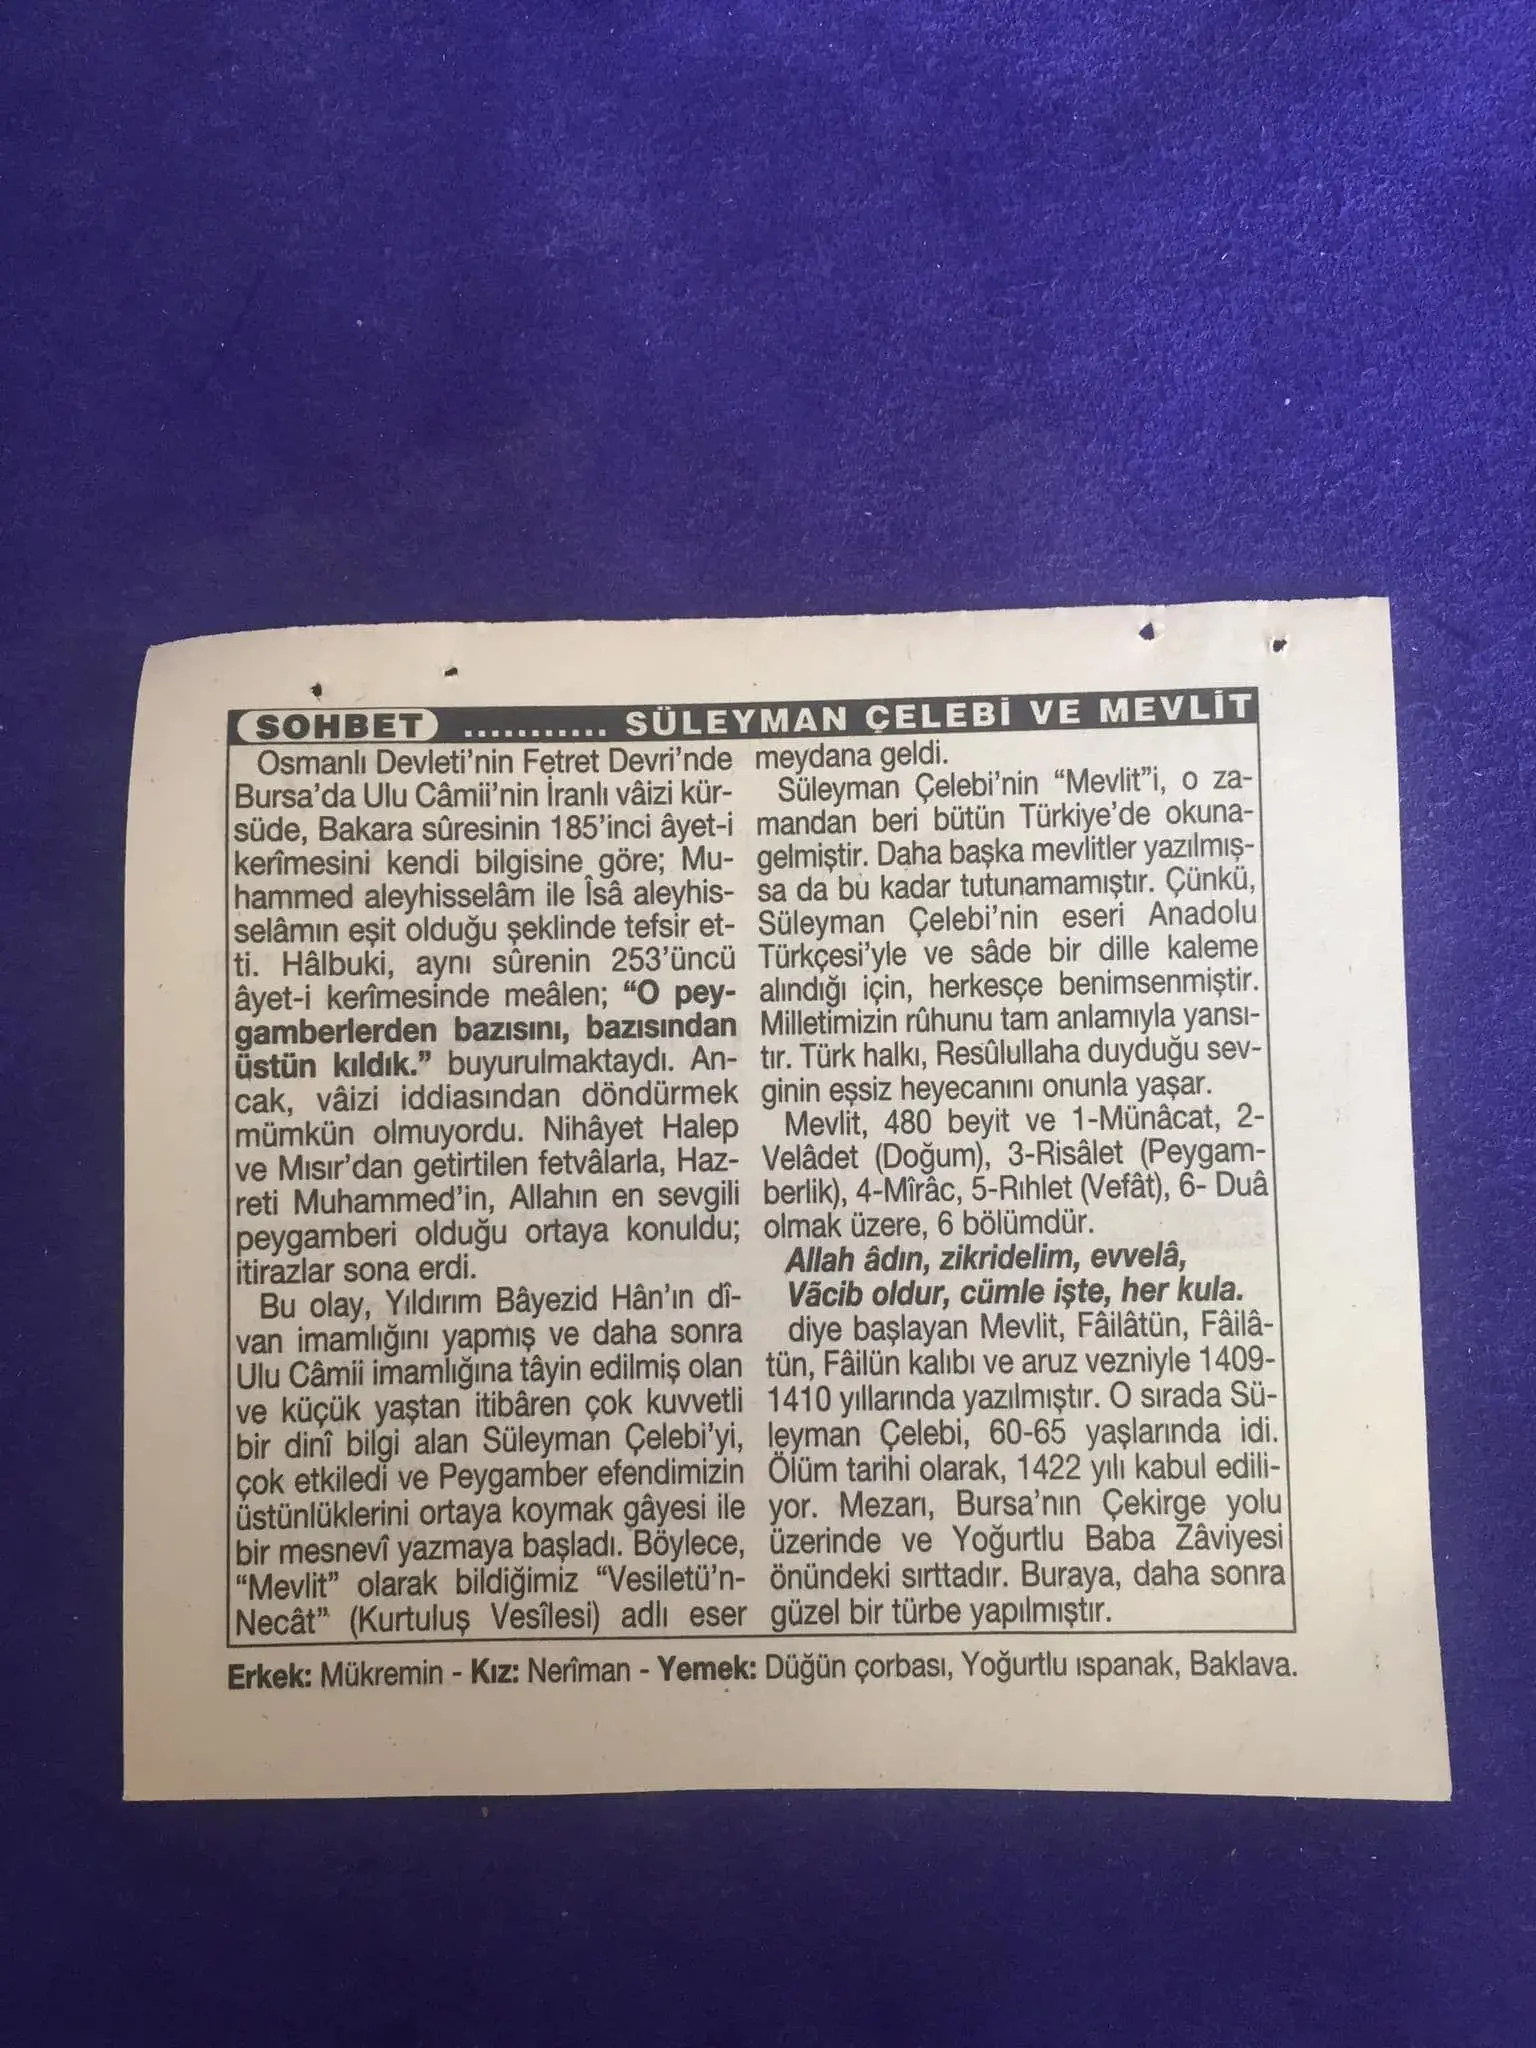 SOHBET ........... SÜLEYMAN ÇELEBİ VE MEVLİT
Osmanlı Devleti'nin Fetret Devri'nde
Bursa'da Ulu Câmii'nin İranlı vâizi kür-
süde, Bakara sûresinin 185'inci âyet-i
kerîmesini kendi bilgisine göre; Mu-
hammed aleyhisselâm ile Îsâ aleyhis-
selâmın eşit olduğu şeklinde tefsir et-
ti. Hâlbuki, aynı sûrenin 253'üncü
âyet-i kerîmesinde meâlen; “O pey-
gamberlerden bazısını, bazısından
üstün kıldık.” buyurulmaktaydı. An-
cak, vâizi iddiasından döndürmek
mümkün olmuyordu. Nihâyet Halep
ve Mısır'dan getirtilen fetvâlarla, Haz-
reti Muhammed'in, Allahın en sevgili
peygamberi olduğu ortaya konuldu;
itirazlar sona erdi.
Bu olay, Yıldırım Bâyezid Hân'ın dî-
van imamlığını yapmış ve daha sonra
Ulu Câmii imamlığına tâyin edilmiş olan
ve küçük yaştan itibâren çok kuvvetli
bir dinî bilgi alan Süleyman Çelebi'yi,
çok etkiledi ve Peygamber efendimizin
üstünlüklerini ortaya koymak gâyesi ile
bir mesnevî yazmaya başladı. Böylece,
“Mevlit” olarak bildiğimiz “Vesiletü'n-
Necât” (Kurtuluş Vesîlesi) adlı eser
meydana geldi.
Süleyman Çelebi'nin “Mevlit”i, o za-
mandan beri bütün Türkiye'de okuna-
gelmiştir. Daha başka mevlitler yazılmış-
sa da bu kadar tutunamamıştır. Çünkü,
Süleyman Çelebi'nin eseri Anadolu
Türkçesi'yle ve sâde bir dille kaleme
alındığı için, herkesçe benimsenmiştir.
Milletimizin rûhunu tam anlamıyla yansı-
tır. Türk halkı, Resûlullaha duyduğu sev-
ginin eşsiz heyecanını onunla yaşar.
Mevlit, 480 beyit ve 1-Münâcat, 2-
Velâdet (Doğum), 3-Risâlet (Peygam-
berlik), 4-Mîrâc, 5-Rıhlet (Vefât), 6- Duâ
olmak üzere, 6 bölümdür.
Allah âdın, zikridelim, evvelâ,
Vãcib oldur, cümle işte, her kula.
diye başlayan Mevlit, Fâilâtün, Fâilâ-
tün, Fâilün kalıbı ve aruz vezniyle 1409-
1410 yıllarında yazılmıştır. O sırada Sü-
leyman Çelebi, 60-65 yaşlarında idi.
Ölüm tarihi olarak, 1422 yılı kabul edili-
yor. Mezarı, Bursa'nın Çekirge yolu
üzerinde ve Yoğurtlu Baba Zâviyesi
önündeki sırttadır. Buraya, daha sonra
güzel bir türbe yapılmıştır.
Erkek: Mükremin - Kız: Nerîman - Yemek: Düğün çorbası, Yoğurtlu ıspanak, Baklava.